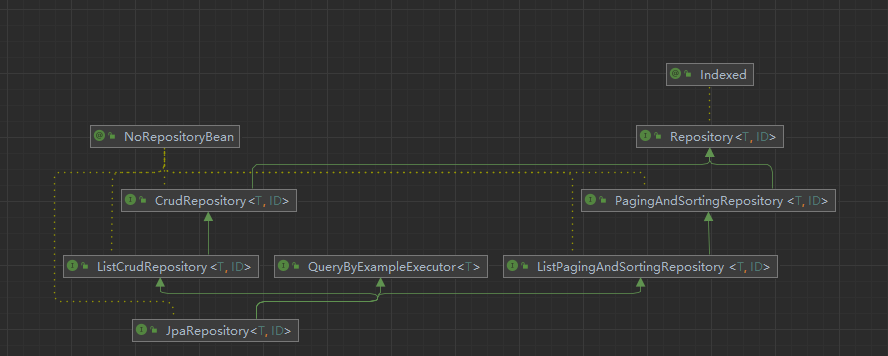 Indexed
NoRepositoryBean
Repository<T, ID>
CrudRepository<T, ID>
PagingAndSortingRepository <T, ID>
ListCrudRepository <T, ID>
QueryByExampleExecutor<T>
ListPagingAndSortingRepository <T, ID>
JpaRepository<T, ID>